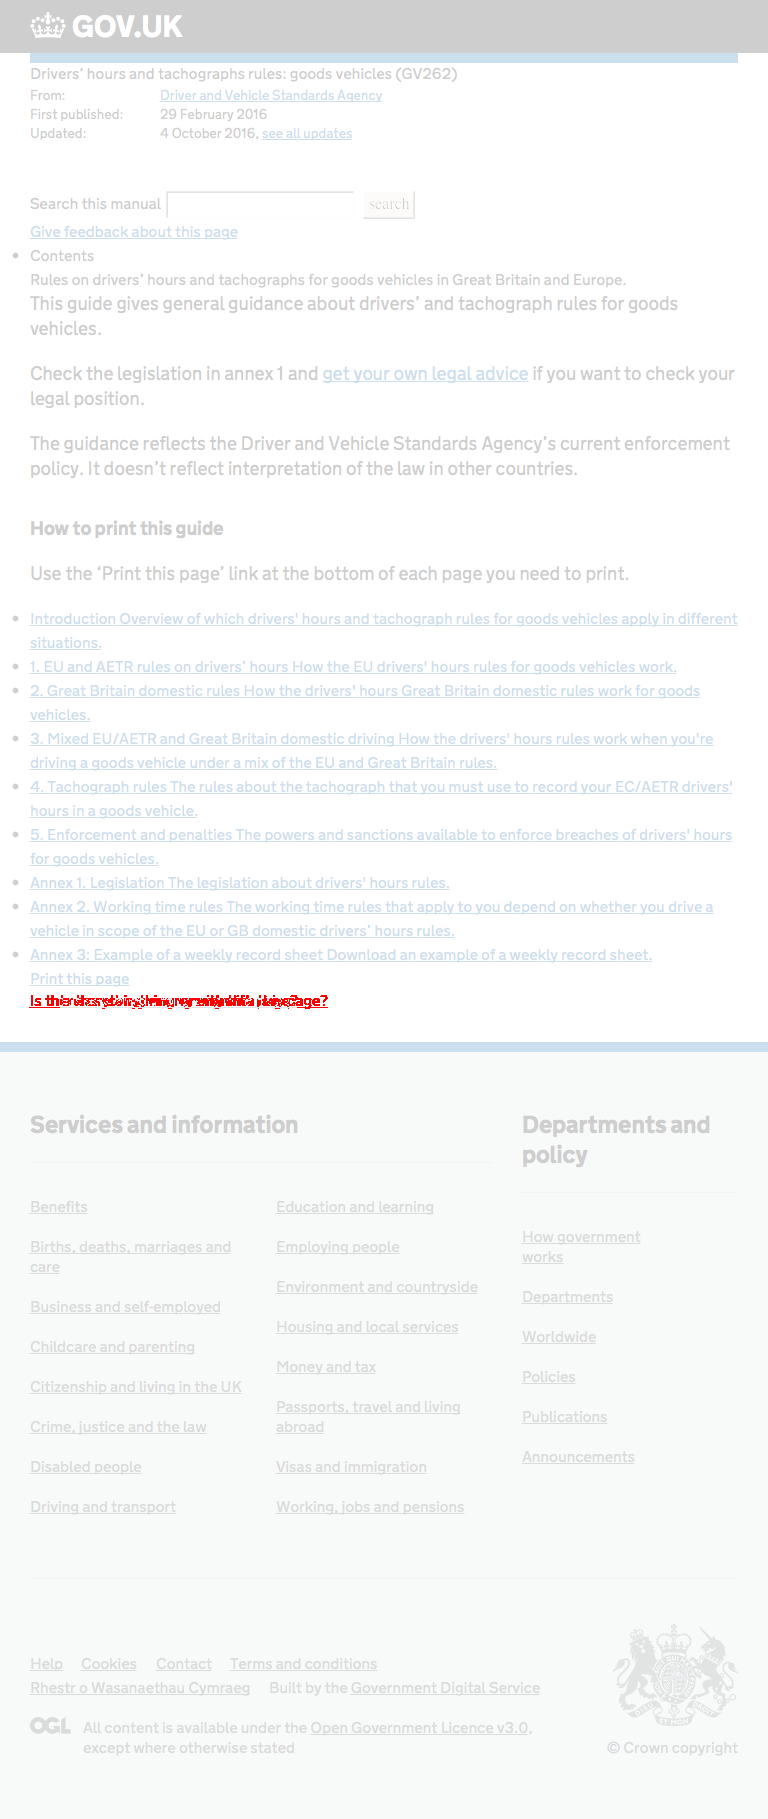 GOV.UK
Drivers’ hours and tachographs rules: goods vehicles (GV262)
From: Driver and Vehicle Standards Agency
First published: 29 February 2016
Updated: 4 October 2016, see all updates
Search this manual search
Give feedback about this page
Contents
Rules on drivers’ hours and tachographs for goods vehicles in Great Britain and Europe.
This guide gives general guidance about drivers’ and tachograph rules for goods
vehicles.
Check the legislation in annex 1 and get your own legal advice if you want to check your
legal position.
The guidance reflects the Driver and Vehicle Standards Agency’s current enforcement
policy. It doesn’t reflect interpretation of the law in other countries.
How to print this guide
Use the ‘Print this page’ link at the bottom of each page you need to print.
Introduction Overview of which drivers' hours and tachograph rules for goods vehicles apply in different
situations.
1. EU and AETR rules on drivers’ hours How the EU drivers' hours rules for goods vehicles work.
2. Great Britain domestic rules How the drivers' hours Great Britain domestic rules work for goods
vehicles.
3. Mixed EU/AETR and Great Britain domestic driving How the drivers' hours rules work when you're
driving a goods vehicle under a mix of the EU and Great Britain rules.
4. Tachograph rules The rules about the tachograph that you must use to record your EC/AETR drivers'
hours in a goods vehicle.
5. Enforcement and penalties The powers and sanctions available to enforce breaches of drivers' hours
for goods vehicles.
Annex 1. Legislation The legislation about drivers' hours rules.
Annex 2. Working time rules The working time rules that apply to you depend on whether you drive a
vehicle in scope of the EU or GB domestic drivers’ hours rules.
Annex 3: Example of a weekly record sheet Download an example of a weekly record sheet.
Print this page
Services and information
Benefits
Births, deaths, marriages and
care
Business and self-employed
Childcare and parenting
Citizenship and living in the UK
Crime, justice and the law
Disabled people
Driving and transport
Education and learning
Employing people
Environment and countryside
Housing and local services
Money and tax
Passports, travel and living
abroad
Visas and immigration
Working, jobs and pensions
Departments and
policy
How government
works
Departments
Worldwide
Policies
Publications
Announcements
Help Cookies Contact Terms and conditions
Rhestr o Wasanaethau Cymraeg Built by the Government Digital Service
OGL All content is available under the Open Government Licence v3.0,
except where otherwise stated
© Crown copyright